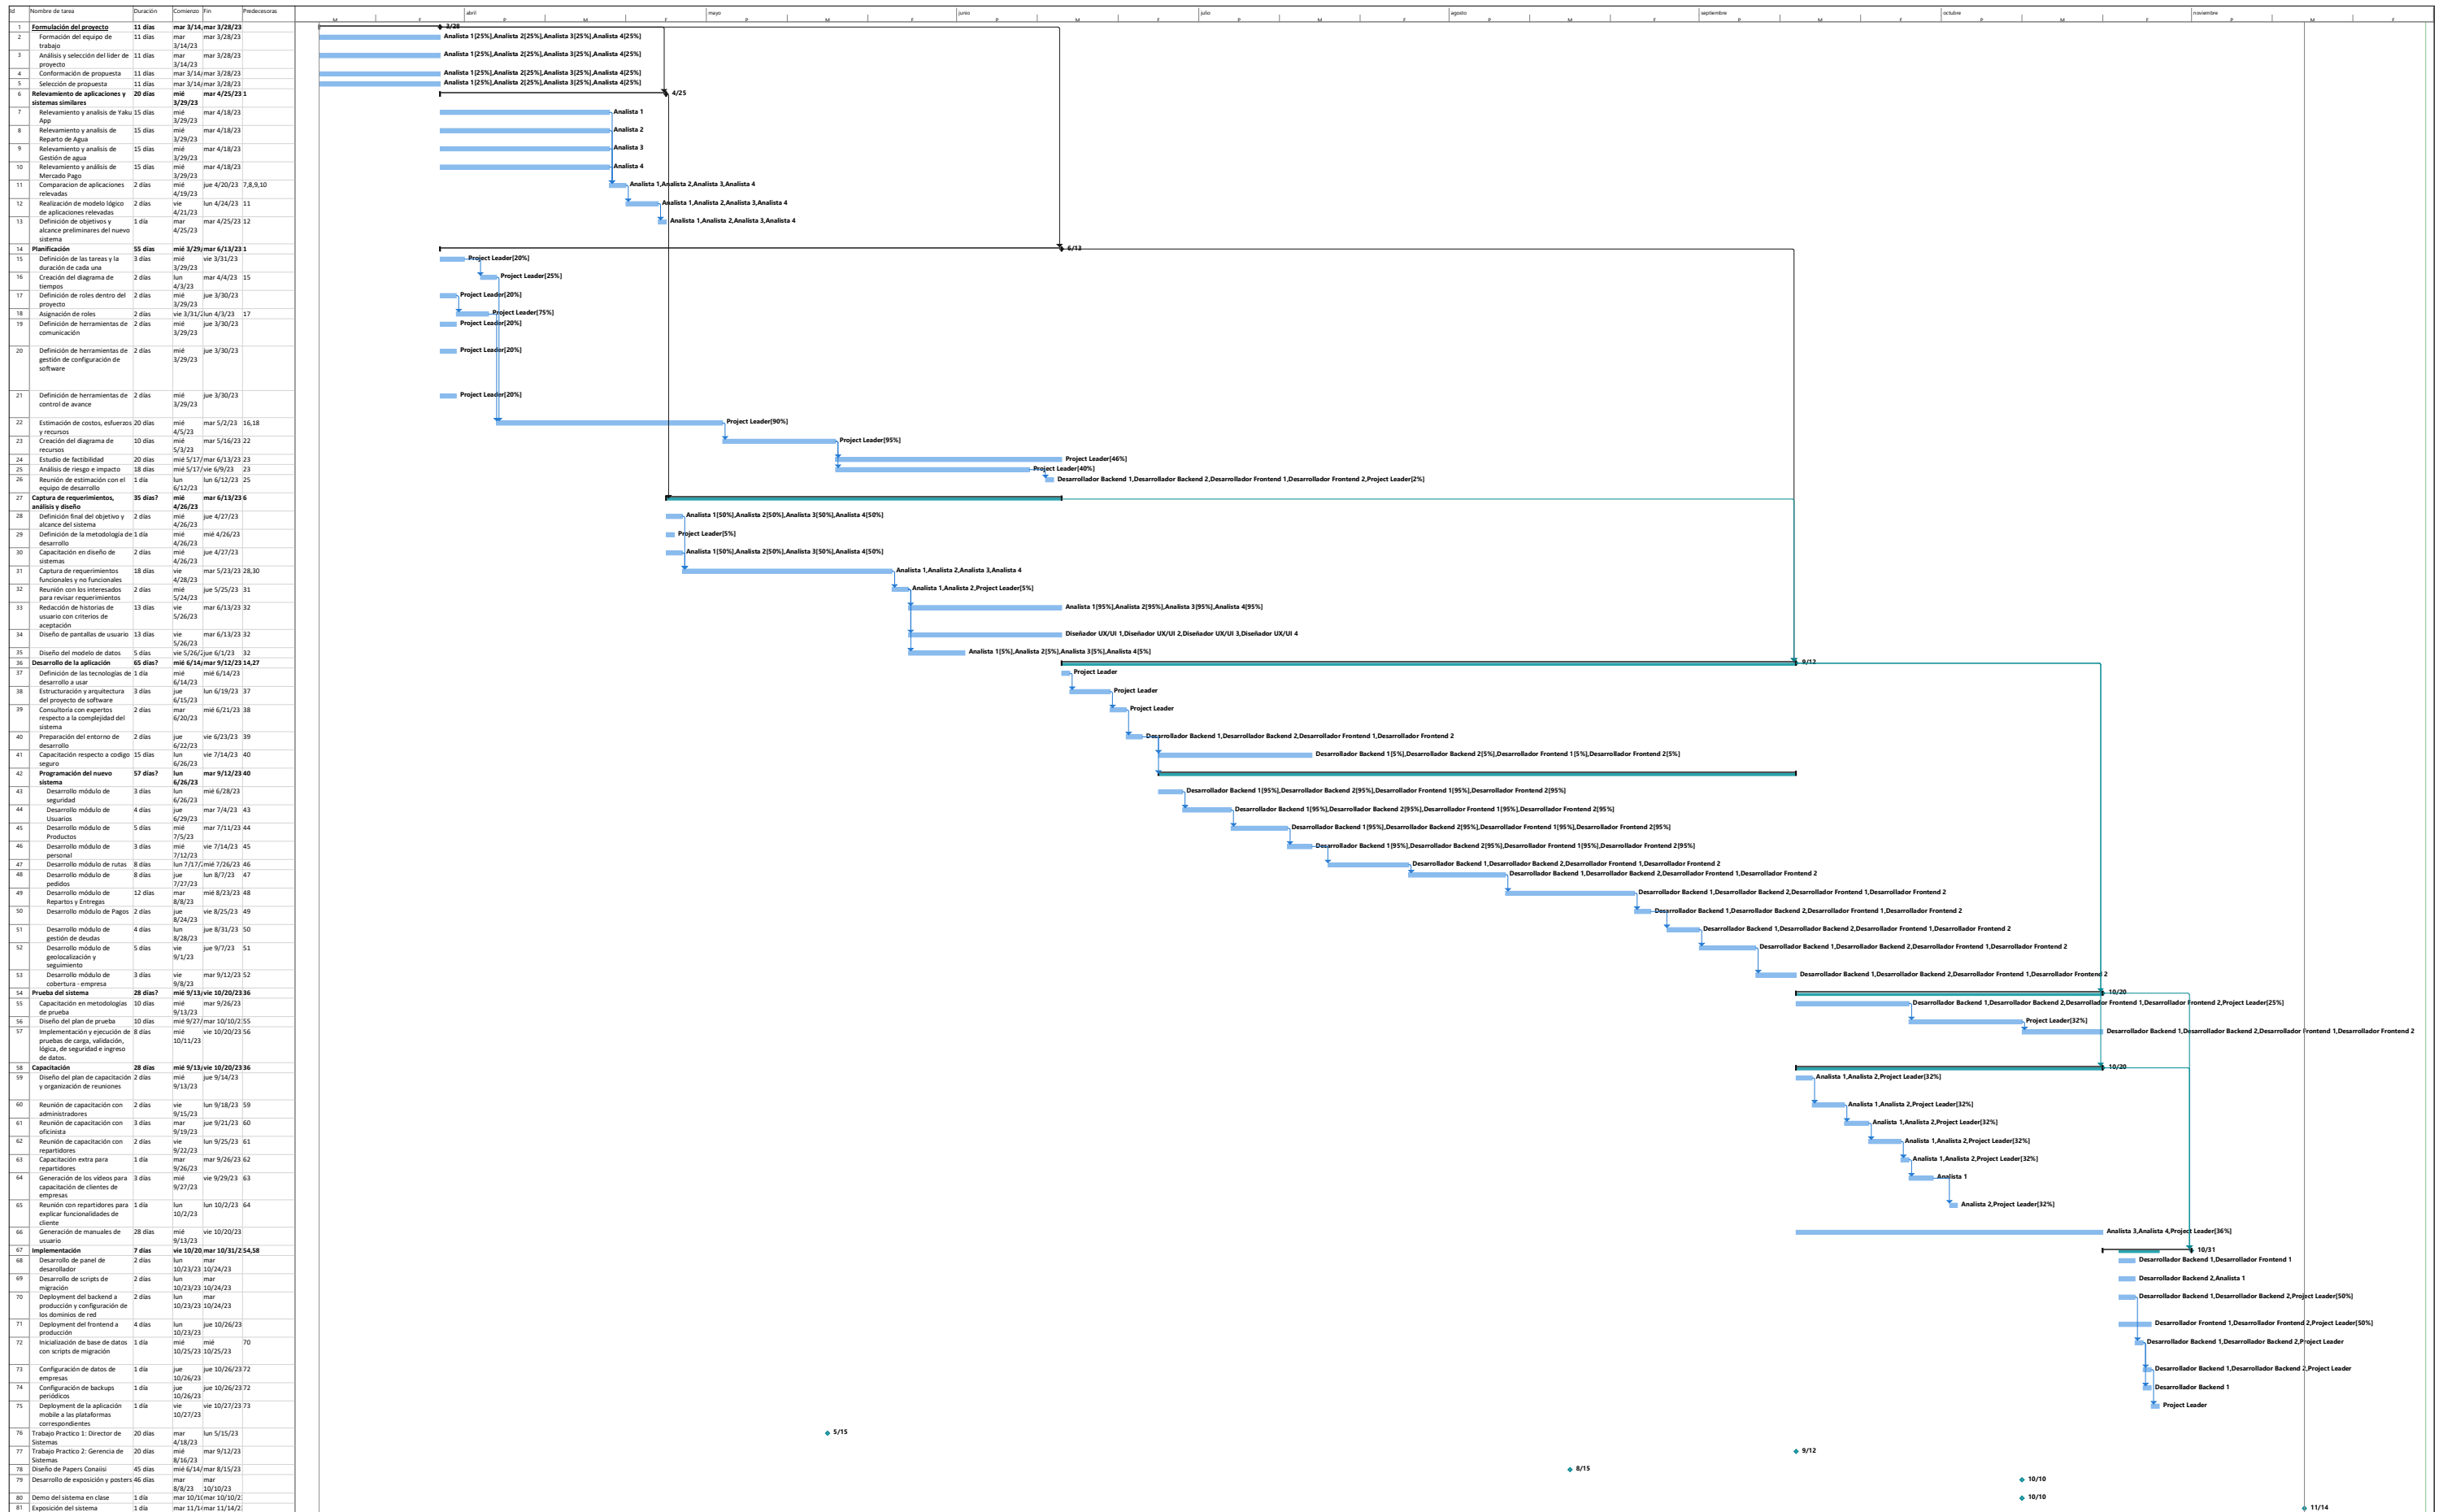 Id Nombre de tarea Duración Comienzo Fin Predecesoras abril mayo junio julio agosto septiembre octubre noviembre
M F P M F P M F P M F P M F P M F P M F P M F P M F
1 Formulación del proyecto 11 días mar 3/14, mar 3/28/23 3/28
2 Formación del equipo de trabajo 11 días mar 3/14/23 mar 3/28/23 Analista 1[25%],Analista 2[25%],Analista 3[25%],Analista 4[25%]
3 Análisis y selección del lider de proyecto 11 días mar 3/14/23 mar 3/28/23 Analista 1[25%],Analista 2[25%],Analista 3[25%],Analista 4[25%]
4 Conformación de propuesta 11 días mar 3/14/ mar 3/28/23 Analista 1[25%],Analista 2[25%],Analista 3[25%],Analista 4[25%]
5 Selección de propuesta 11 días mar 3/14/ mar 3/28/23 Analista 1[25%],Analista 2[25%],Analista 3[25%],Analista 4[25%]
6 Relevamiento de aplicaciones y sistemas similares 20 días mié 3/29/23 mar 4/25/23 1 4/25
7 Relevamiento y analisis de Yaku App 15 días mié 3/29/23 mar 4/18/23 Analista 1
8 Relevamiento y analisis de Reparto de Agua 15 días mié 3/29/23 mar 4/18/23 Analista 2
9 Relevamiento y analisis de Gestión de agua 15 días mié 3/29/23 mar 4/18/23 Analista 3
10 Relevamiento y análisis de Mercado Pago 15 días mié 3/29/23 mar 4/18/23 Analista 4
11 Comparacion de aplicaciones relevadas 2 días mié 4/19/23 jue 4/20/23 7,8,9,10 Analista 1,Analista 2,Analista 3,Analista 4
12 Realización de modelo lógico de aplicaciones relevadas 2 días vie 4/21/23 lun 4/24/23 11 Analista 1,Analista 2,Analista 3,Analista 4
13 Definición de objetivos y alcance preliminares del nuevo sistema 1 día mar 4/25/23 mar 4/25/23 12 Analista 1,Analista 2,Analista 3,Analista 4
14 Planificación 55 días mié 3/29/ mar 6/13/23 1 6/13
15 Definición de las tareas y la duración de cada una 3 días mié 3/29/23 vie 3/31/23 Project Leader[20%]
16 Creación del diagrama de tiempos 2 días lun 4/3/23 mar 4/4/23 15 Project Leader[25%]
17 Definición de roles dentro del proyecto 2 días mié 3/29/23 jue 3/30/23 Project Leader[20%]
18 Asignación de roles 2 días vie 3/31/2 lun 4/3/23 17 Project Leader[75%]
19 Definición de herramientas de comunicación 2 días mié 3/29/23 jue 3/30/23 Project Leader[20%]
20 Definición de herramientas de gestión de configuración de software 2 días mié 3/29/23 jue 3/30/23 Project Leader[20%]
21 Definición de herramientas de control de avance 2 días mié 3/29/23 jue 3/30/23 Project Leader[20%]
22 Estimación de costos, esfuerzos y recursos 20 días mié 4/5/23 mar 5/2/23 16,18 Project Leader[90%]
23 Creación del diagrama de recursos 10 días mié 5/3/23 mar 5/16/23 22 Project Leader[95%]
24 Estudio de factibilidad 20 días mié 5/17/ mar 6/13/23 23 Project Leader[46%]
25 Análisis de riesgo e impacto 18 días mié 5/17/ vie 6/9/23 23 Project Leader[40%]
26 Reunión de estimación con el equipo de desarrollo 1 día lun 6/12/23 lun 6/12/23 25 Desarrollador Backend 1,Desarrollador Backend 2,Desarrollador Frontend 1,Desarrollador Frontend 2,Project Leader[2%]
27 Captura de requerimientos, análisis y diseño 35 días? mié 4/26/23 mar 6/13/23 6
28 Definición final del objetivo y alcance del sistema 2 días mié 4/26/23 jue 4/27/23 Analista 1[50%],Analista 2[50%],Analista 3[50%],Analista 4[50%]
29 Definición de la metodología de desarrollo 1 día mié 4/26/23 mié 4/26/23 Project Leader[5%]
30 Capacitación en diseño de sistemas 2 días mié 4/26/23 jue 4/27/23 Analista 1[50%],Analista 2[50%],Analista 3[50%],Analista 4[50%]
31 Captura de requerimientos funcionales y no funcionales 18 días vie 4/28/23 mar 5/23/23 28,30 Analista 1,Analista 2,Analista 3,Analista 4
32 Reunión con los interesados para revisar requerimientos 2 días mié 5/24/23 jue 5/25/23 31 Analista 1,Analista 2,Project Leader[5%]
33 Redacción de historias de usuario con criterios de aceptación 13 días vie 5/26/23 mar 6/13/23 32 Analista 1[95%],Analista 2[95%],Analista 3[95%],Analista 4[95%]
34 Diseño de pantallas de usuario 13 días vie 5/26/23 mar 6/13/23 32 Diseñador UX/UI 1,Diseñador UX/UI 2,Diseñador UX/UI 3,Diseñador UX/UI 4
35 Diseño del modelo de datos 5 días vie 5/26/2 jue 6/1/23 32 Analista 1[5%],Analista 2[5%],Analista 3[5%],Analista 4[5%]
36 Desarrollo de la aplicación 65 días? mié 6/14/ mar 9/12/23 14,27 9/12
37 Definición de las tecnologías de desarrollo a usar 1 día mié 6/14/23 mié 6/14/23 Project Leader
38 Estructuración y arquitectura del proyecto de software 3 días jue 6/15/23 lun 6/19/23 37 Project Leader
39 Consultoría con expertos respecto a la complejidad del sistema 2 días mar 6/20/23 mié 6/21/23 38 Project Leader
40 Preparación del entorno de desarrollo 2 días jue 6/22/23 vie 6/23/23 39 Desarrollador Backend 1,Desarrollador Backend 2,Desarrollador Frontend 1,Desarrollador Frontend 2
41 Capacitación respecto a codigo seguro 15 días lun 6/26/23 vie 7/14/23 40 Desarrollador Backend 1[5%],Desarrollador Backend 2[5%],Desarrollador Frontend 1[5%],Desarrollador Frontend 2[5%]
42 Programación del nuevo sistema 57 días? lun 6/26/23 mar 9/12/23 40
43 Desarrollo módulo de seguridad 3 días lun 6/26/23 mié 6/28/23 Desarrollador Backend 1[95%],Desarrollador Backend 2[95%],Desarrollador Frontend 1[95%],Desarrollador Frontend 2[95%]
44 Desarrollo módulo de Usuarios 4 días jue 6/29/23 mar 7/4/23 43 Desarrollador Backend 1[95%],Desarrollador Backend 2[95%],Desarrollador Frontend 1[95%],Desarrollador Frontend 2[95%]
45 Desarrollo módulo de Productos 5 días mié 7/5/23 mar 7/11/23 44 Desarrollador Backend 1[95%],Desarrollador Backend 2[95%],Desarrollador Frontend 1[95%],Desarrollador Frontend 2[95%]
46 Desarrollo módulo de personal 3 días mié 7/12/23 vie 7/14/23 45 Desarrollador Backend 1[95%],Desarrollador Backend 2[95%],Desarrollador Frontend 1[95%],Desarrollador Frontend 2[95%]
47 Desarrollo módulo de rutas 8 días lun 7/17/ mié 7/26/23 46 Desarrollador Backend 1,Desarrollador Backend 2,Desarrollador Frontend 1,Desarrollador Frontend 2
48 Desarrollo módulo de pedidos 8 días jue 7/27/23 lun 8/7/23 47 Desarrollador Backend 1,Desarrollador Backend 2,Desarrollador Frontend 1,Desarrollador Frontend 2
49 Desarrollo módulo de Repartos y Entregas 12 días mar 8/8/23 mié 8/23/23 48 Desarrollador Backend 1,Desarrollador Backend 2,Desarrollador Frontend 1,Desarrollador Frontend 2
50 Desarrollo módulo de Pagos 2 días jue 8/24/23 vie 8/25/23 49 Desarrollador Backend 1,Desarrollador Backend 2,Desarrollador Frontend 1,Desarrollador Frontend 2
51 Desarrollo módulo de gestión de deudas 4 días lun 8/28/23 jue 8/31/23 50 Desarrollador Backend 1,Desarrollador Backend 2,Desarrollador Frontend 1,Desarrollador Frontend 2
52 Desarrollo módulo de geolocalización y seguimiento 5 días vie 9/1/23 jue 9/7/23 51 Desarrollador Backend 1,Desarrollador Backend 2,Desarrollador Frontend 1,Desarrollador Frontend 2
53 Desarrollo módulo de cobertura - empresa 3 días vie 9/8/23 mar 9/12/23 52 Desarrollador Backend 1,Desarrollador Backend 2,Desarrollador Frontend 1,Desarrollador Frontend 2
54 Prueba del sistema 28 días? mié 9/13/ vie 10/20/23 36 10/20
55 Capacitación en metodologías de prueba 10 días mié 9/13/23 mar 9/26/23 Desarrollador Backend 1,Desarrollador Backend 2,Desarrollador Frontend 1,Desarrollador Frontend 2,Project Leader[25%]
56 Diseño del plan de prueba 10 días mié 9/27/ mar 10/10/2 55 Project Leader[32%]
57 Implementación y ejecución de pruebas de carga, validación, lógica, de seguridad e ingreso de datos. 8 días mié 10/11/23 vie 10/20/23 56 Desarrollador Backend 1,Desarrollador Backend 2,Desarrollador Frontend 1,Desarrollador Frontend 2
58 Capacitación 28 días mié 9/13/ vie 10/20/23 36 10/20
59 Diseño del plan de capacitación y organización de reuniones 2 días mié 9/13/23 jue 9/14/23 Analista 1,Analista 2,Project Leader[32%]
60 Reunión de capacitación con administradores 2 días vie 9/15/23 lun 9/18/23 59 Analista 1,Analista 2,Project Leader[32%]
61 Reunión de capacitación con oficinista 3 días mar 9/19/23 jue 9/21/23 60 Analista 1,Analista 2,Project Leader[32%]
62 Reunión de capacitación con repartidores 2 días vie 9/22/23 lun 9/25/23 61 Analista 1,Analista 2,Project Leader[32%]
63 Capacitación extra para repartidores 1 día mar 9/26/23 mar 9/26/23 62 Analista 1,Analista 2,Project Leader[32%]
64 Generación de los vídeos para capacitación de clientes de empresas 3 días mié 9/27/23 vie 9/29/23 63 Analista 1
65 Reunión con repartidores para explicar funcionalidades de cliente 1 día lun 10/2/23 lun 10/2/23 64 Analista 2,Project Leader[32%]
66 Generación de manuales de usuario 28 días mié 9/13/23 vie 10/20/23 Analista 3,Analista 4,Project Leader[36%]
67 Implementación 7 días vie 10/20 mar 10/31/2 54,58 10/31
68 Desarrollo de panel de desarollador 2 días lun 10/23/23 mar 10/24/23 Desarrollador Backend 1,Desarrollador Frontend 1
69 Desarrollo de scripts de migración 2 días lun 10/23/23 mar 10/24/23 Desarrollador Backend 2,Analista 1
70 Deployment del backend a producción y configuración de los dominios de red 2 días lun 10/23/23 mar 10/24/23 Desarrollador Backend 1,Desarrollador Backend 2,Project Leader[50%]
71 Deployment del frontend a producción 4 días lun 10/23/23 jue 10/26/23 Desarrollador Frontend 1,Desarrollador Frontend 2,Project Leader[50%]
72 Inicialización de base de datos con scripts de migración 1 día mié 10/25/23 mié 10/25/23 70 Desarrollador Backend 1,Desarrollador Backend 2,Project Leader
73 Configuración de datos de empresas 1 día jue 10/26/23 jue 10/26/23 72 Desarrollador Backend 1,Desarrollador Backend 2,Project Leader
74 Configuración de backups periódicos 1 día jue 10/26/23 jue 10/26/23 72 Desarrollador Backend 1
75 Deployment de la aplicación mobile a las plataformas correspondientes 1 día vie 10/27/23 vie 10/27/23 73 Project Leader
76 Trabajo Practico 1: Director de Sistemas 20 días mar 4/18/23 lun 5/15/23 5/15
77 Trabajo Practico 2: Gerencia de Sistemas 20 días mié 8/16/23 mar 9/12/23 9/12
78 Diseño de Papers Conaiisi 45 días mié 6/14/ mar 8/15/23 8/15
79 Desarrollo de exposición y posters 46 días mar 8/8/23 mar 10/10/23 10/10
80 Demo del sistema en clase 1 día mar 10/1( mar 10/10/2 10/10
81 Exposición del sistema 1 día mar 11/1 mar 11/14/2 11/14